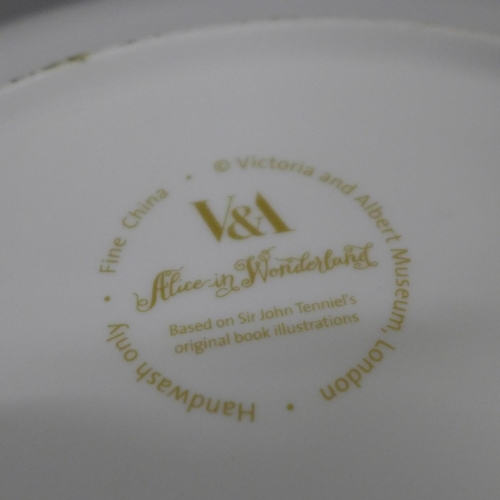 © Victoria and Albert Museum, London • Handwash only • Fine China •
V&A
Alice in Wonderland
Based on Sir John Tenniel's
original book illustrations